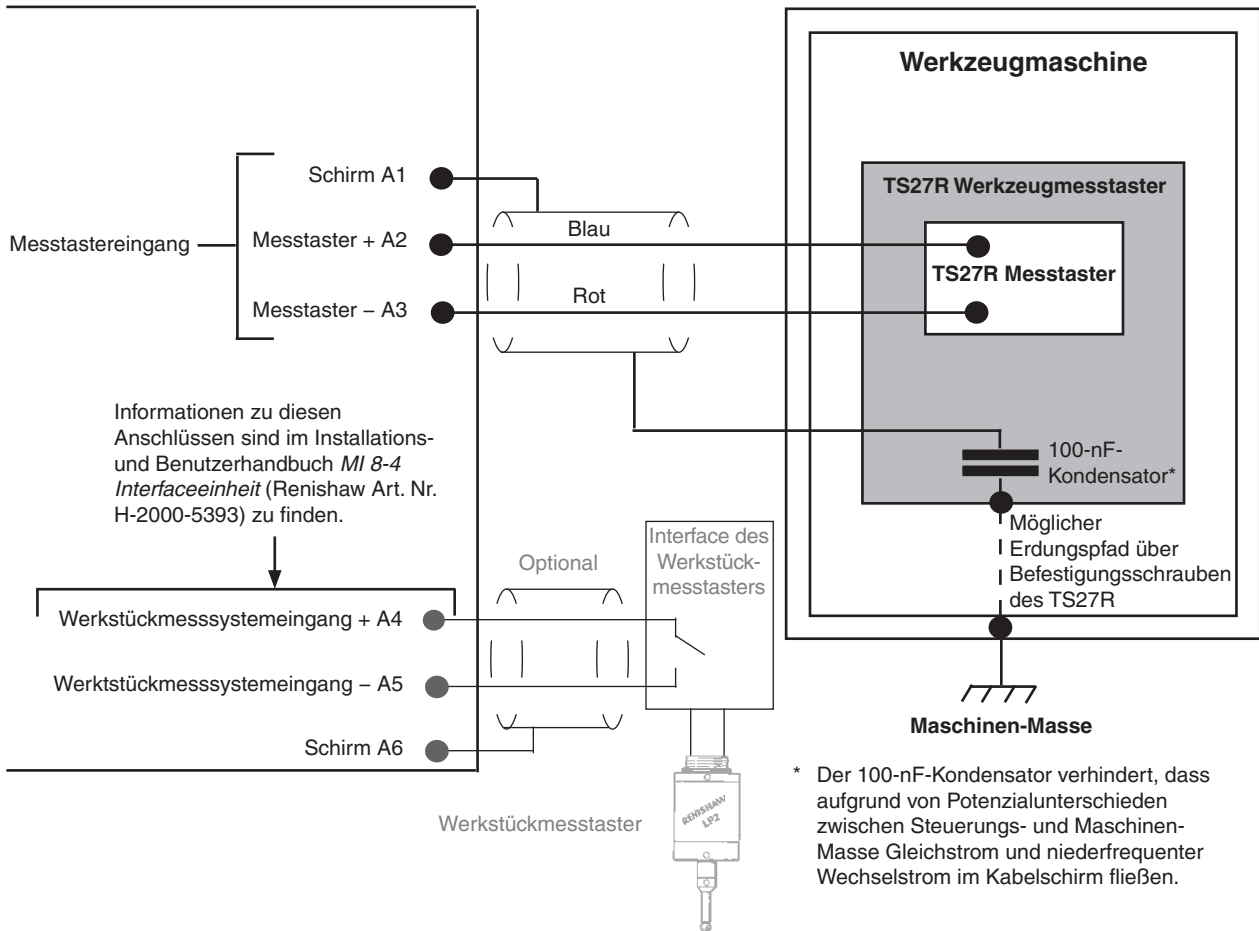 Werkzeugmaschine
Schirm A1
TS27R Werkzeugmesstaster
Blau
Messtastereingang
Messtaster + A2
TS27R Messtaster
Rot
Messtaster – A3
Informationen zu diesen
Anschlüssen sind im Installations-
und Benutzerhandbuch MI 8-4
Interfaceeinheit (Renishaw Art. Nr.
H-2000-5393) zu finden.
100-nF-
Kondensator*
Möglicher
Erdungspfad über
Befestigungsschrauben
des TS27R
Interface des
Werkstück-
messtasters
Optional
Werkstückmesssystemeingang + A4
Werktstückmesssystemeingang – A5
Schirm A6
Maschinen-Masse
RENISHAW
LP2
Werkstückmesstaster
* Der 100-nF-Kondensator verhindert, dass
aufgrund von Potenzialunterschieden
zwischen Steuerungs- und Maschinen-
Masse Gleichstrom und niederfrequenter
Wechselstrom im Kabelschirm fließen.